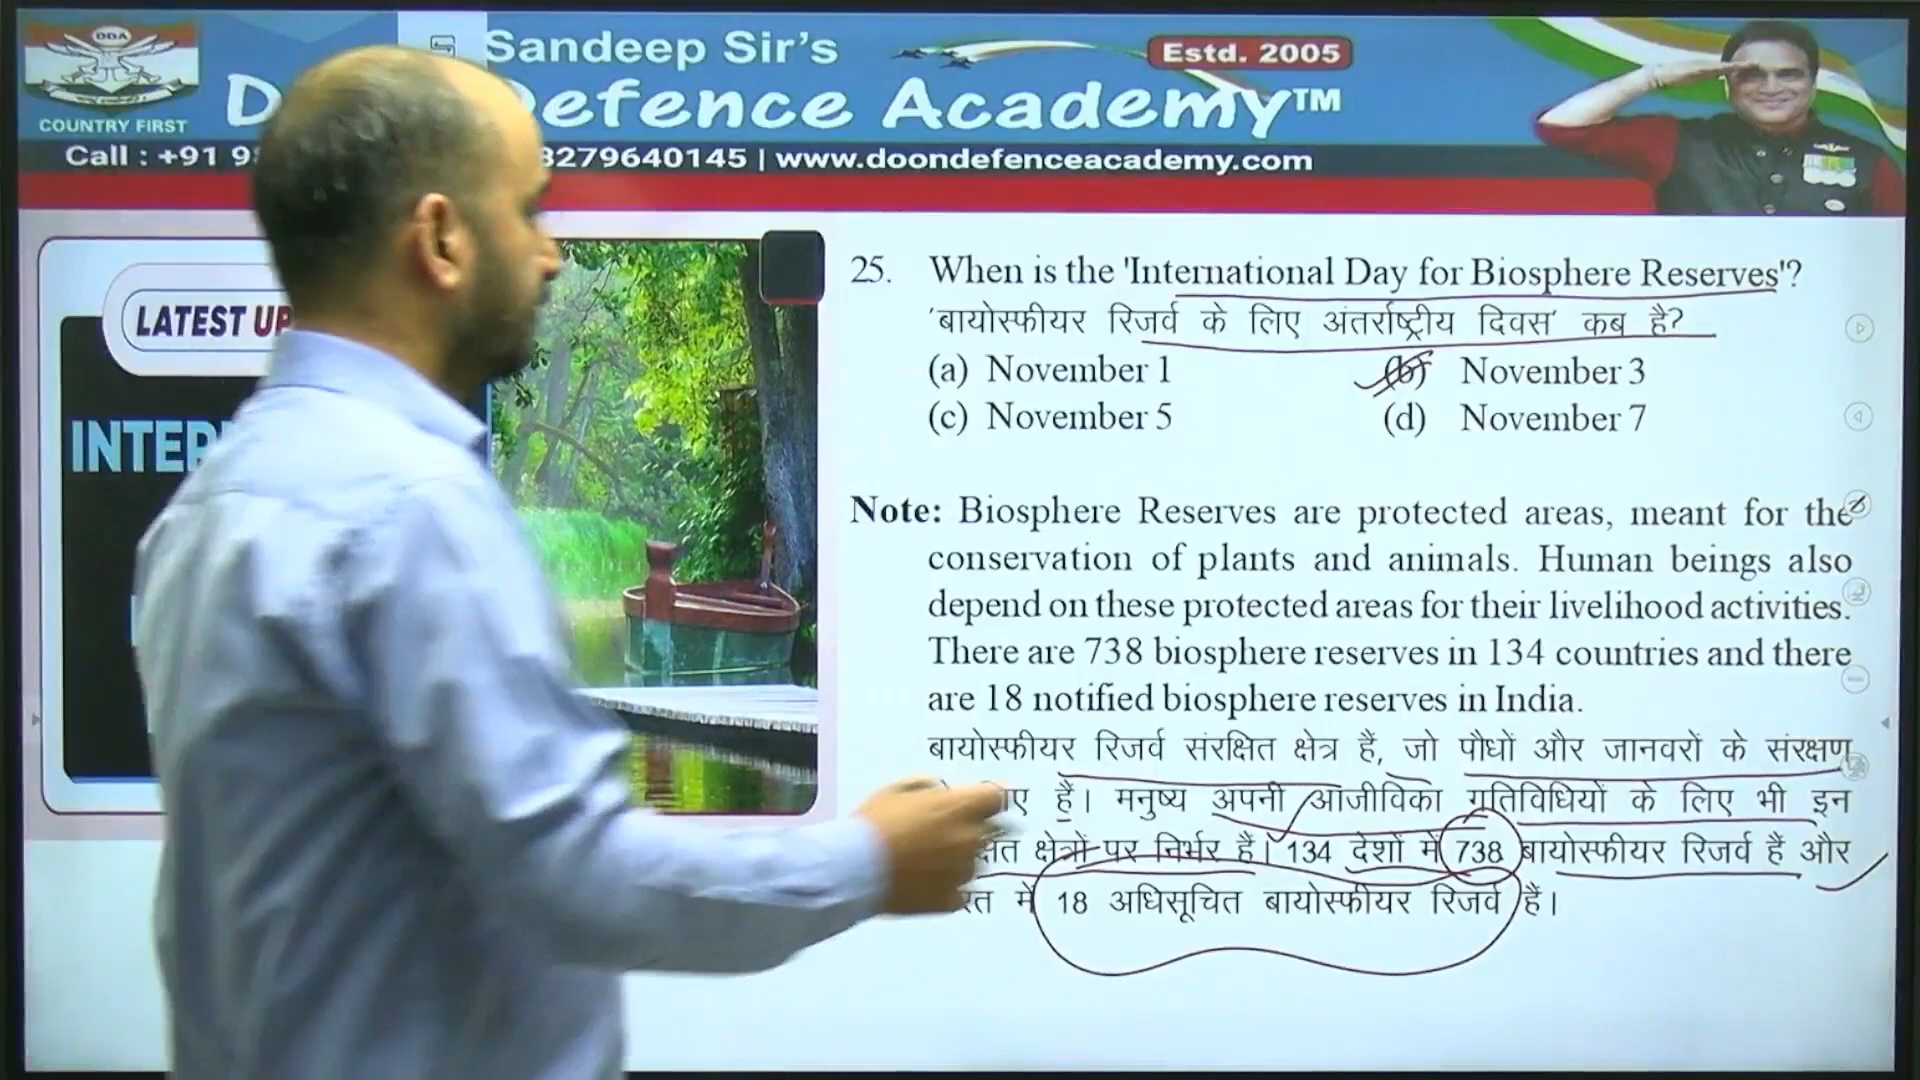 DDA
COUNTRY FIRST
Sandeep Sir's
Estd. 2005
Defence Academy™
Call : +91 98279640145 | www.doondefenceacademy.com
LATEST UP
INTER
25. When is the 'International Day for Biosphere Reserves'?
'बायोस्फीयर रिजर्व के लिए अंतर्राष्ट्रीय दिवस' कब है?
(a) November 1 (b) November 3
(c) November 5 (d) November 7
Note: Biosphere Reserves are protected areas, meant for the
conservation of plants and animals. Human beings also
depend on these protected areas for their livelihood activities.
There are 738 biosphere reserves in 134 countries and there
are 18 notified biosphere reserves in India.
बायोस्फीयर रिजर्व संरक्षित क्षेत्र हैं, जो पौधों और जानवरों के संरक्षण
हैं। मनुष्य अपनी आजीविका गतिविधियों के लिए भी इन
क्षेत्रों पर निर्भर हैं। 134 देशों में 738 बायोस्फीयर रिजर्व हैं और
में 18 अधिसूचित बायोस्फीयर रिजर्व हैं।